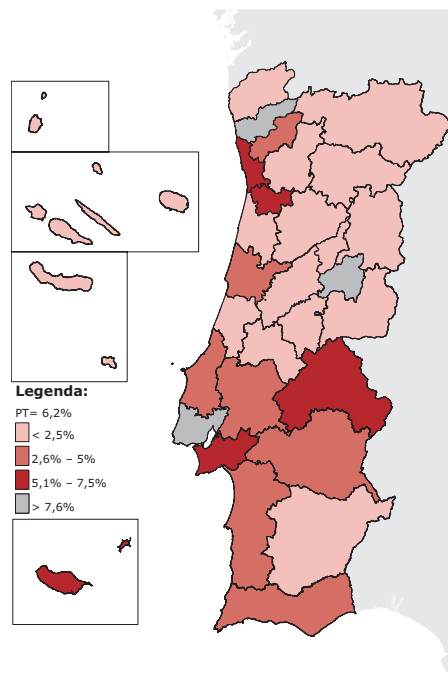 Legenda:
PT= 6,2%
< 2,5%
2,6% – 5%
5,1% – 7,5%
> 7,6%